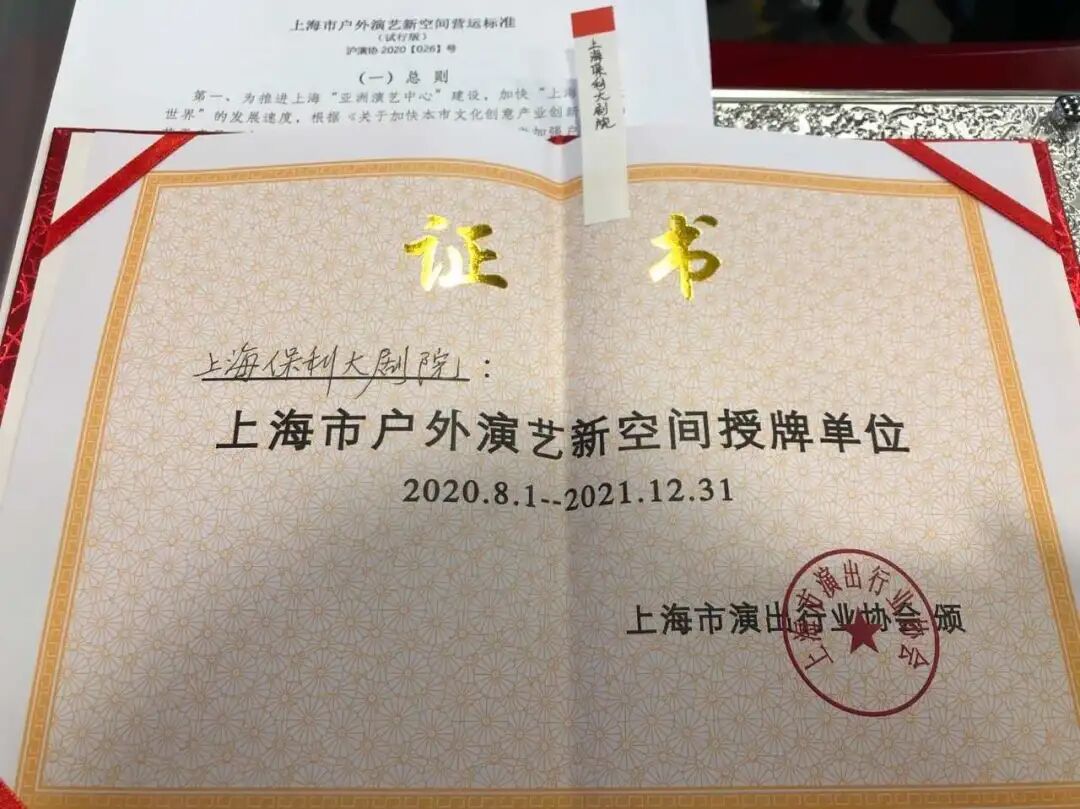 上海市户外演艺新空间营运标准
（试行版）
沪演协2020【026】号
（一）总 则
第一、为推进上海“亚洲演艺中心”建设，加快“上海
世界”的发展速度，根据《关于加快本市文化创意产业创新
上海保利大剧院
证 书
上海保利大剧院：
上海市户外演艺新空间授牌单位
2020.8.1--2021.12.31
上海市演出行业协会 颁
上海市演出行业协会